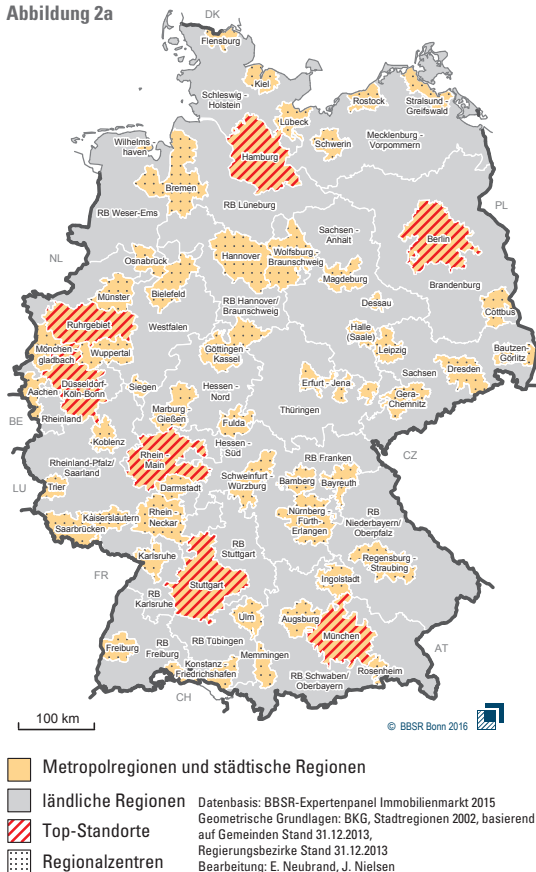 Abbildung 2a
DK
Flensburg
Kiel
Schleswig -
Holstein
Rostock
Stralsund -
Greifswald
Lübeck
Mecklenburg -
Vorpommern
Wilhelms
haven
Schwerin
Hamburg
Bremen
RB Lüneburg
RB Weser-Ems
PL
Sachsen -
Anhalt
Berlin
NL
Osnabrück
Hannover
Wolfsburg -
Braunschweig
Magdeburg
Brandenburg
Münster
Bielefeld
RB Hannover/
Braunschweig
Dessau
Cottbus
Ruhrgebiet
Westfalen
Halle
(Saale)
Mönchen -
gladbach
Wuppertal
Göttingen -
Kassel
Leipzig
Bautzen-
Görlitz
Düsseldorf-
Köln-Bonn
Siegen
Hessen -
Nord
Erfurt - Jena
Sachsen
Dresden
Aachen
Marburg -
Gießen
Thüringen
Gera-
Chemnitz
BE
Rheinland
Fulda
Koblenz
Hessen -
Süd
CZ
Rheinland-Pfalz/
Saarland
Rhein -
Main
RB Franken
LU
Trier
Darmstadt
Schweinfurt -
Würzburg
Bamberg
Bayreuth
Kaiserslautern
Rhein -
Neckar
Nürnberg -
Fürth-
Erlangen
RB
Niederbayern/
Oberpfalz
Saarbrücken
Karlsruhe
RB
Stuttgart
Regensburg -
Straubing
FR
Stuttgart
Ingolstadt
RB
Karlsruhe
Ulm
Augsburg
München
AT
Freiburg
RB
Freiburg
RB Tübingen
Memmingen
Konstanz -
Friedrichshafen
RB Schwaben/
Oberbayern
Rosenheim
CH
100 km
© BBSR Bonn 2016
Metropolregionen und städtische Regionen
ländliche Regionen
Top-Standorte
Regionalzentren
Datenbasis: BBSR-Expertenpanel Immobilienmarkt 2015
Geometrische Grundlagen: BKG, Stadtregionen 2002, basierend
auf Gemeinden Stand 31.12.2013,
Regierungsbezirke Stand 31.12.2013
Bearbeitung: E. Neubrand, J. Nielsen